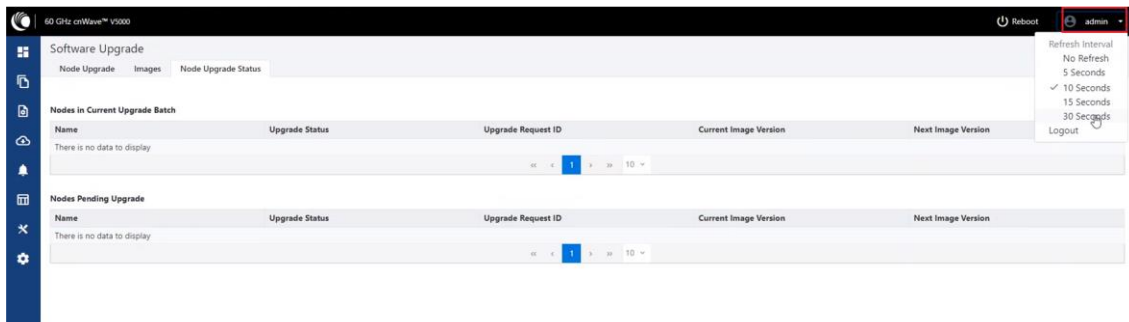 60 GHz cnWave™ V5000
Reboot
admin
Software Upgrade
Node Upgrade Images Node Upgrade Status
Refresh Interval
No Refresh
5 Seconds
✓ 10 Seconds
15 Seconds
30 Seconds
Logout
Nodes in Current Upgrade Batch
Name Upgrade Status Upgrade Request ID Current Image Version Next Image Version
There is no data to display
« ‹ 1 › » 10
Nodes Pending Upgrade
Name Upgrade Status Upgrade Request ID Current Image Version Next Image Version
There is no data to display
« ‹ 1 › » 10